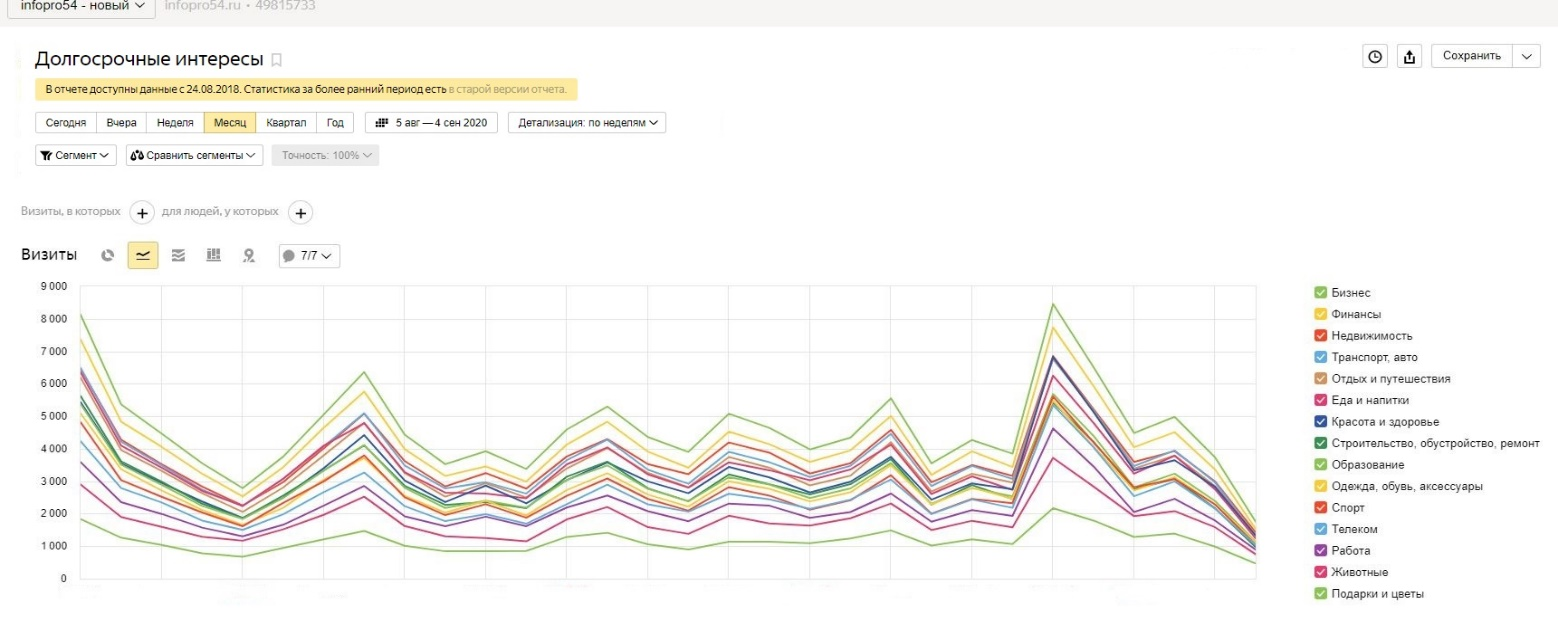 infopro54 - новый infopro54.ru • 49815733
Долгосрочные интересы
В отчете доступны данные с 24.08.2018. Статистика за более ранний период есть в старой версии отчета.
Сегодня Вчера Неделя Месяц Квартал Год 5 авг — 4 сен 2020 Детализация: по неделям
Сегмент Сравнить сегменты Точность: 100%
Сохранить
Визиты, в которых + для людей, у которых +
Визиты 7/7
9 000
8 000
7 000
6 000
5 000
4 000
3 000
2 000
1 000
0
Бизнес
Финансы
Недвижимость
Транспорт, авто
Отдых и путешествия
Еда и напитки
Красота и здоровье
Строительство, обустройство, ремонт
Образование
Одежда, обувь, аксессуары
Спорт
Телеком
Работа
Животные
Подарки и цветы